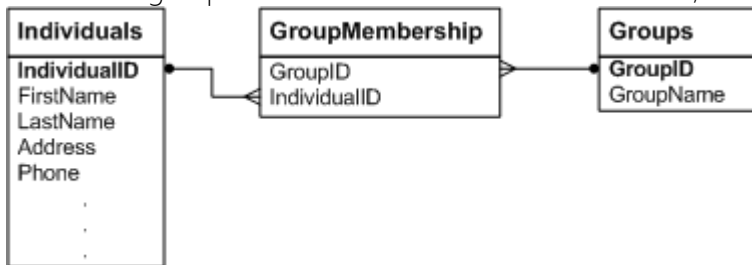 Individuals
IndividualID
FirstName
LastName
Address
Phone
.
.
.
GroupMembership
GroupID
IndividualID
Groups
GroupID
GroupName